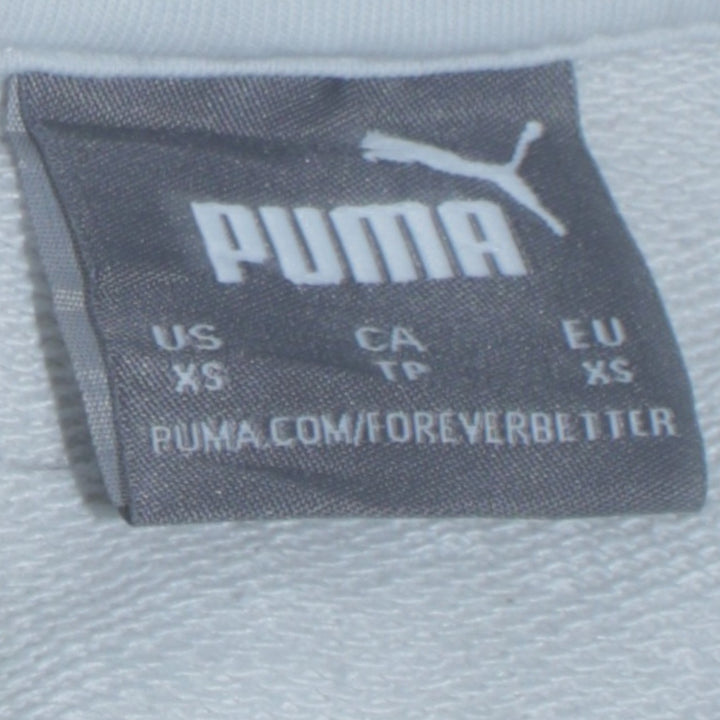 PUMA
US CA EU
XS TP XS
PUMA.COM/FOREVERBETTER